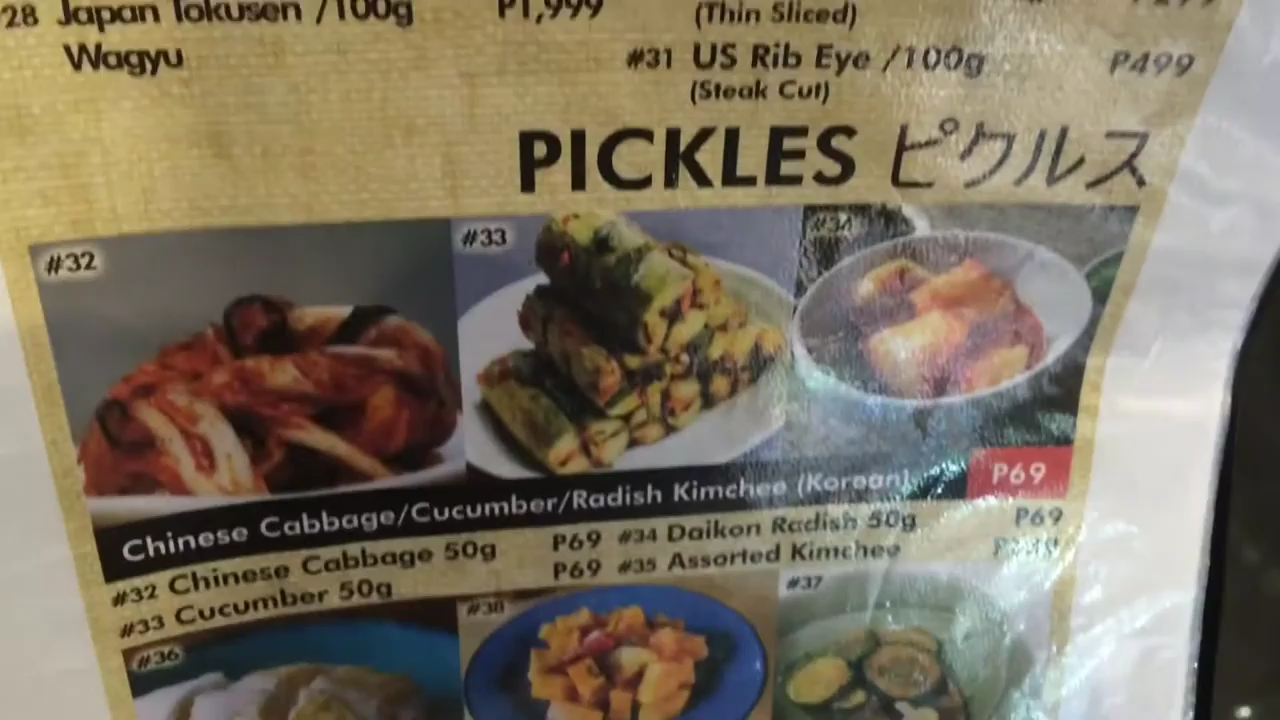 #28 Japan Tokusen /100g P1,999
Wagyu
(Thin Sliced)
#31 US Rib Eye /100g P499
(Steak Cut)
PICKLES ピクルス
#32
#33
#34
Chinese Cabbage/Cucumber/Radish Kimchee (Korean) P69
#32 Chinese Cabbage 50g P69
#33 Cucumber 50g P69
#34 Daikon Radish 50g P69
#35 Assorted Kimchee
#36
#38
#37